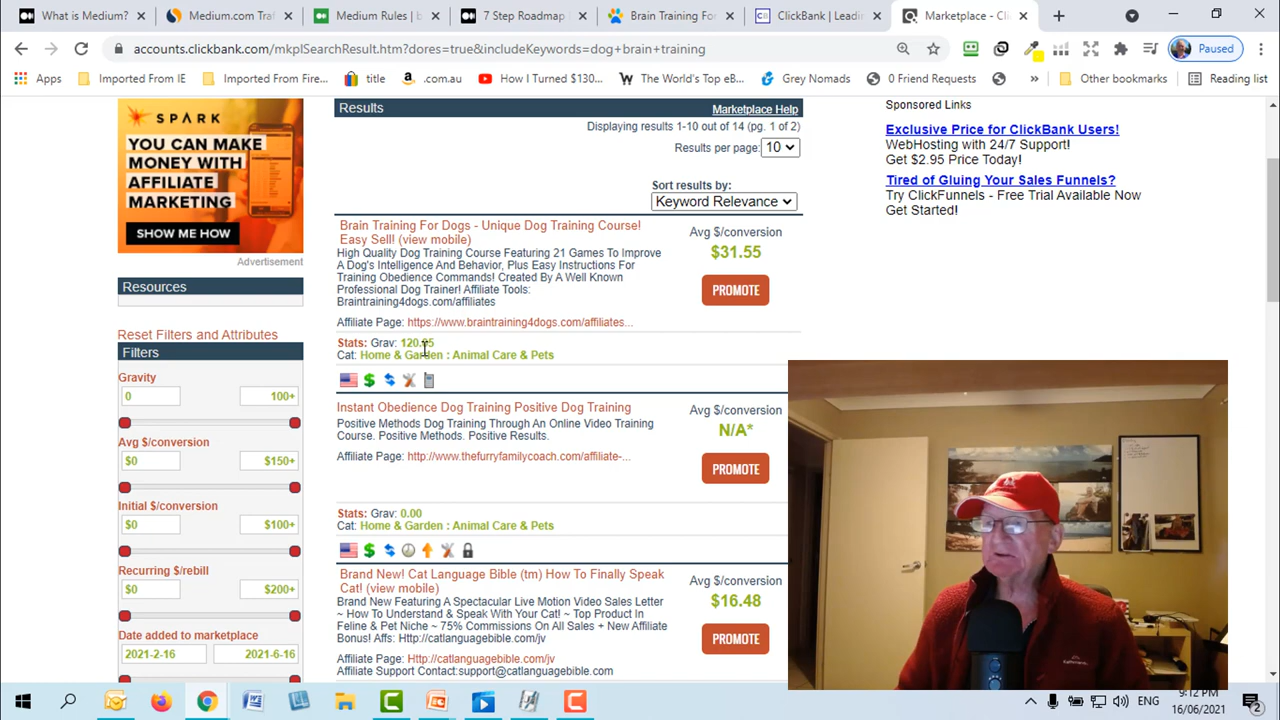 What is Medium?
Medium.com Traf
Medium Rules | b
7 Step Roadmap
Brain Training Fo
ClickBank | Leadi
Marketplace - Cli
accounts.clickbank.com/mkplSearchResult.htm?dores=true&includeKeywords=dog+brain+training
Paused
Apps
Imported From IE
Imported From Fire...
title
.com.au
How I Turned $130...
The World's Top eB...
Grey Nomads
0 Friend Requests
Other bookmarks
Reading list
SPARK
YOU CAN MAKE
MONEY WITH
AFFILIATE
MARKETING
SHOW ME HOW
Advertisement
Resources
Reset Filters and Attributes
Filters
Gravity
0 100+
Avg $/conversion
$0 $150+
Initial $/conversion
$0 $100+
Recurring $/rebill
$0 $200+
Date added to marketplace
2021-2-16 2021-6-16
Results Marketplace Help
Displaying results 1-10 out of 14 (pg. 1 of 2)
Results per page: 10
Sort results by:
Keyword Relevance
Brain Training For Dogs - Unique Dog Training Course!
Easy Sell! (view mobile)
High Quality Dog Training Course Featuring 21 Games To Improve
A Dog's Intelligence And Behavior, Plus Easy Instructions For
Training Obedience Commands! Created By A Well Known
Professional Dog Trainer! Affiliate Tools:
Braintraining4dogs.com/affiliates
Affiliate Page: https://www.braintraining4dogs.com/affiliates...
Avg $/conversion
$31.55
PROMOTE
Stats: Grav:
Cat: Home & Garden : Animal Care & Pets
Instant Obedience Dog Training Positive Dog Training
Positive Methods Dog Training Through An Online Video Training
Course. Positive Methods. Positive Results.
Affiliate Page: http://www.thefurryfamilycoach.com/affiliate-...
Avg $/conversion
N/A*
PROMOTE
Stats: Grav: 0.00
Cat: Home & Garden : Animal Care & Pets
Brand New! Cat Language Bible (tm) How To Finally Speak
Cat! (view mobile)
Brand New Featuring A Spectacular Live Motion Video Sales Letter
~ How To Understand & Speak With Your Cat! ~ Top Product In
Feline & Pet Niche ~ 75% Commissions On All Sales + New Affiliate
Bonus! Affs: Http://catlanguagebible.com/jv
Affiliate Page: Http://catlanguagebible.com/jv
Affiliate Support Contact:support@catlanguagebible.com
Avg $/conversion
$16.48
PROMOTE
Sponsored Links
Exclusive Price for ClickBank Users!
WebHosting with 24/7 Support!
Get $2.95 Price Today!
Tired of Gluing Your Sales Funnels?
Try ClickFunnels - Free Trial Available Now
Get Started!
ENG
9:12 PM
16/06/2021